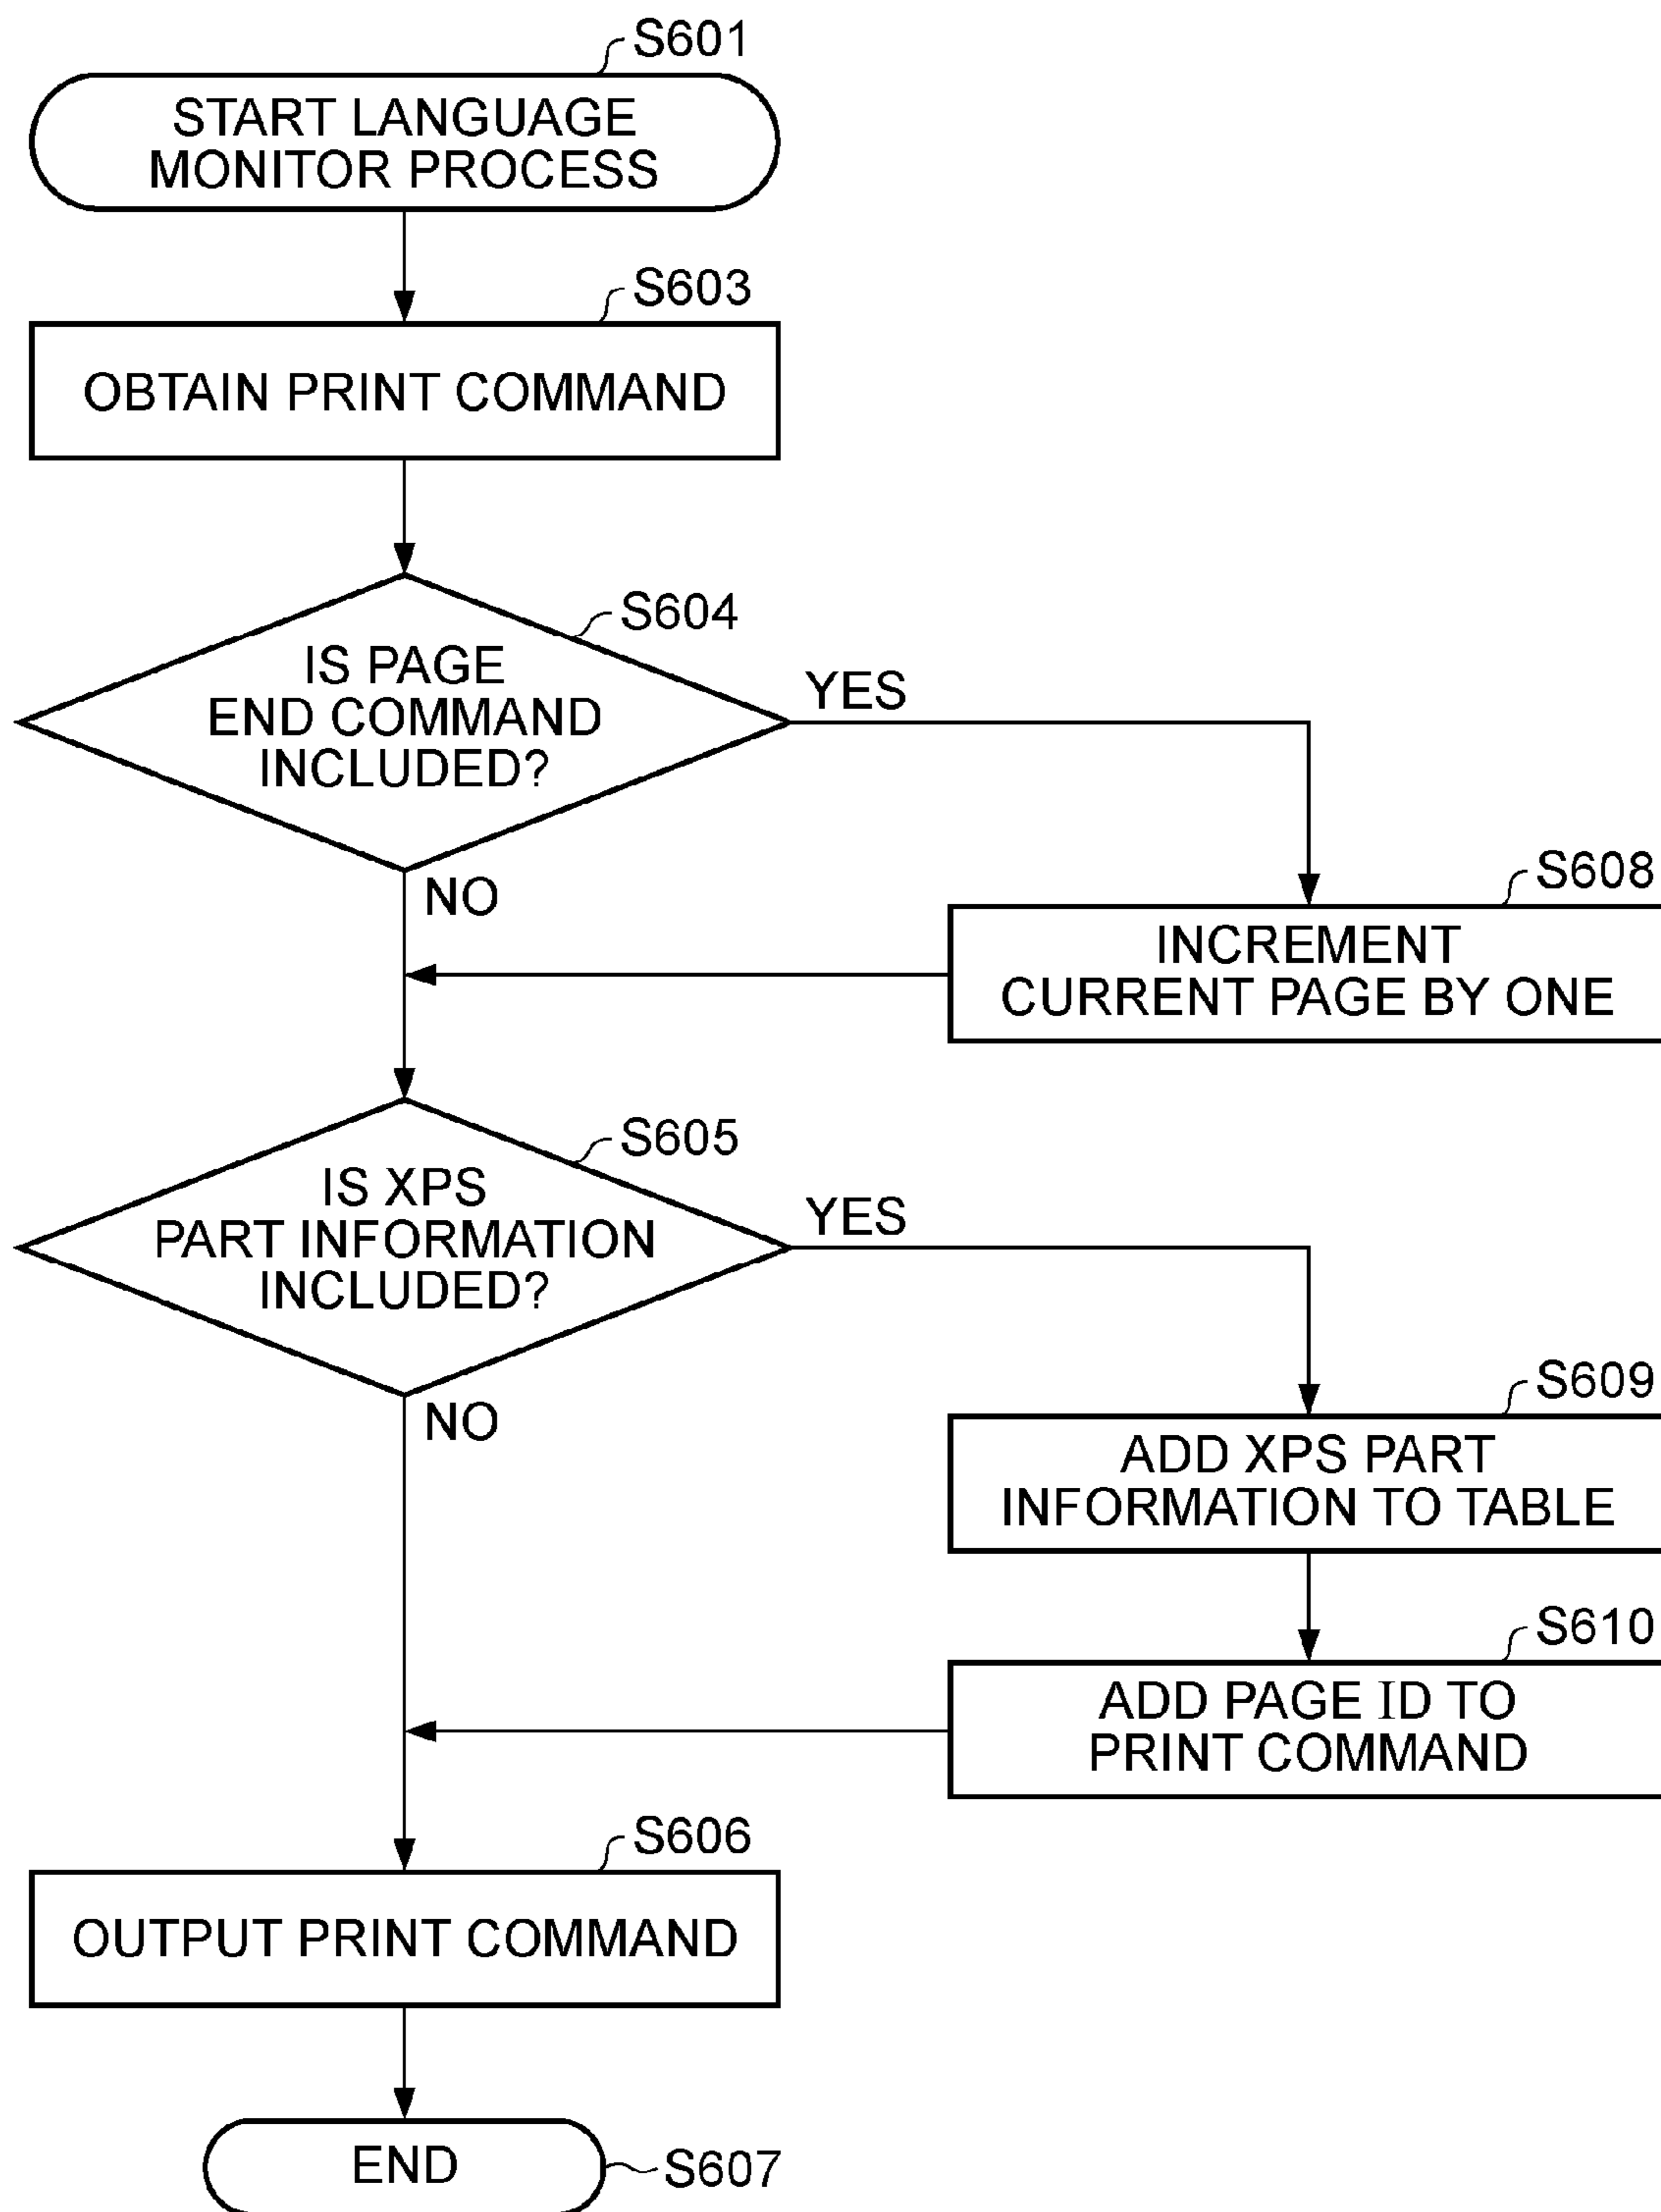 S601
START LANGUAGE
MONITOR PROCESS
S603
OBTAIN PRINT COMMAND
S604
IS PAGE
END COMMAND
INCLUDED?
YES
NO
S608
INCREMENT
CURRENT PAGE BY ONE
S605
IS XPS
PART INFORMATION
INCLUDED?
YES
NO
S609
ADD XPS PART
INFORMATION TO TABLE
S610
ADD PAGE ID TO
PRINT COMMAND
S606
OUTPUT PRINT COMMAND
END
S607